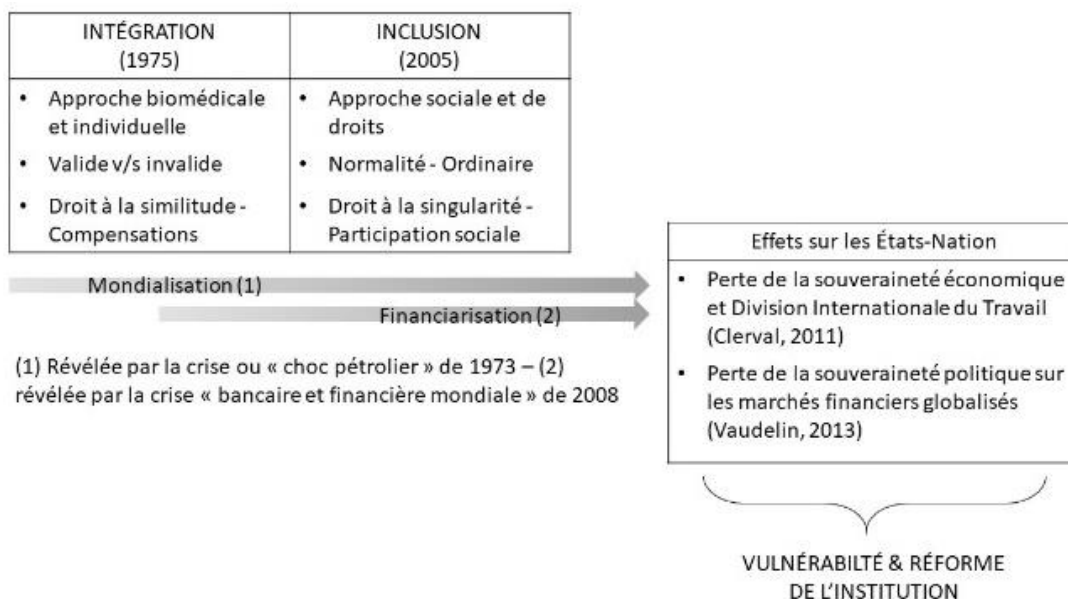 INTÉGRATION
(1975)
INCLUSION
(2005)
• Approche biomédicale
et individuelle
• Valide v/s invalide
• Droit à la similitude -
Compensations
• Approche sociale et de
droits
• Normalité - Ordinaire
• Droit à la singularité -
Participation sociale
Mondialisation (1)
Financiarisation (2)
(1) Révélée par la crise ou « choc pétrolier » de 1973 – (2)
révélée par la crise « bancaire et financière mondiale » de 2008
Effets sur les États-Nation
• Perte de la souveraineté économique
et Division Internationale du Travail
(Clerval, 2011)
• Perte de la souveraineté politique sur
les marchés financiers globalisés
(Vaudelin, 2013)
VULNÉRABILTÉ & RÉFORME
DE L’INSTITUTION